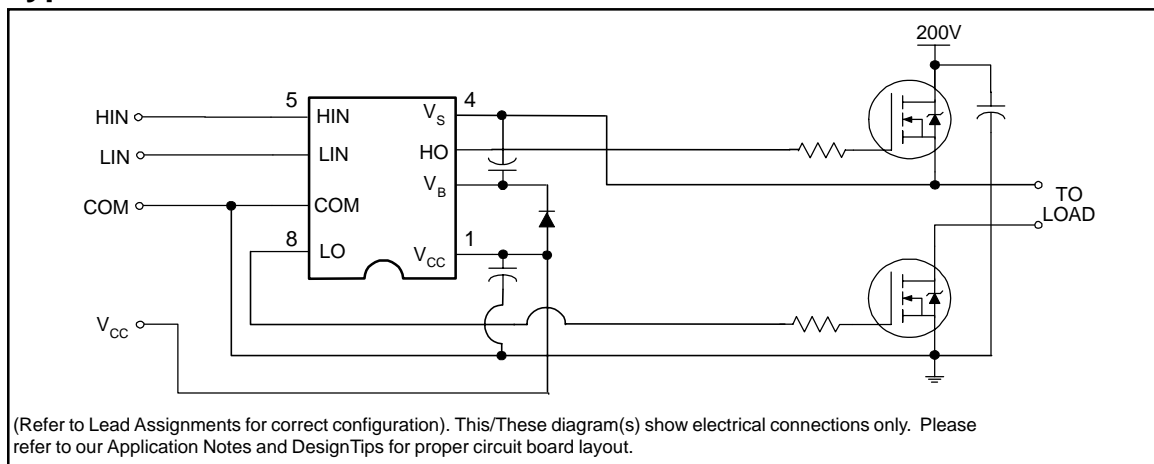 200V
5
4
HIN
HIN
V_S
LIN
LIN
HO
V_B
COM
COM
TO
LOAD
8
1
LO
V_CC
V_CC
(Refer to Lead Assignments for correct configuration). This/These diagram(s) show electrical connections only. Please
refer to our Application Notes and DesignTips for proper circuit board layout.